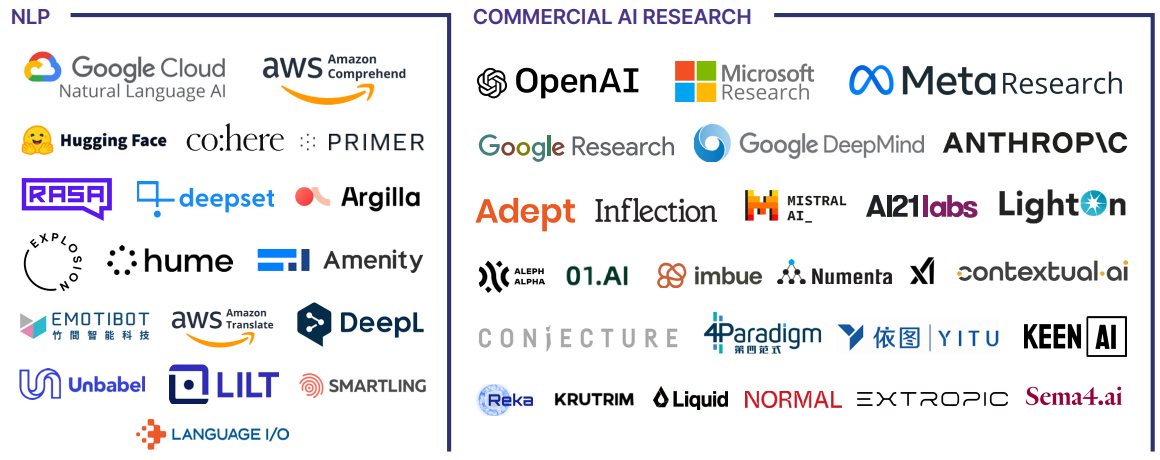 NLP
Google Cloud
Natural Language AI
aws Amazon
Comprehend
Hugging Face
co:here
PRIMER
RASA
deepset
Argilla
EXPLOSION
hume
Amenity
EMOTIBOT
竹間智能科技
aws Amazon
Translate
DeepL
Unbabel
LILT
SMARTLING
LANGUAGE I/O
COMMERCIAL AI RESEARCH
OpenAI
Microsoft
Research
Meta Research
Google Research
Google DeepMind
ANTHROP\C
Adept
Inflection
MISTRAL
AI_
AI21labs
LightOn
ALEPH
ALPHA
01.AI
imbue
Numenta
xI
contextual.ai
CONJECTURE
4Paradigm
第四范式
依图 | YITU
KEEN AI
Reka
KRUTRIM
Liquid
NORMAL
EXTROPIC
Sema4.ai